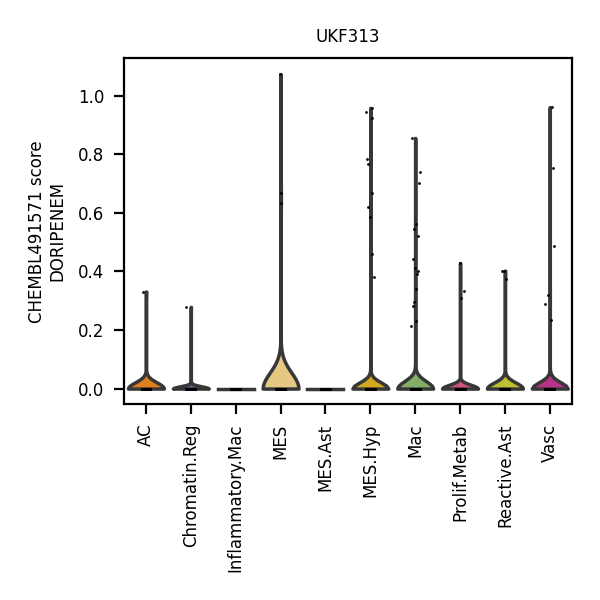 UKF313
CHEMBL491571 score
DORIPENEM
1.0
0.8
0.6
0.4
0.2
0.0
AC
Chromatin.Reg
Inflammatory.Mac
MES
MES.Ast
MES.Hyp
Mac
Prolif.Metab
Reactive.Ast
Vasc